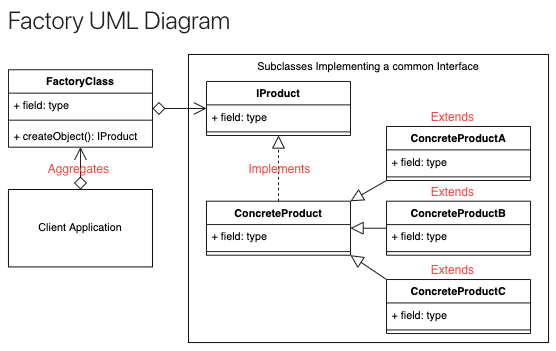 Factory UML Diagram
Subclasses Implementing a common Interface
FactoryClass
+ field: type
+ createObject(): IProduct
IProduct
+ field: type
Aggregates
Implements
Client Application
ConcreteProduct
+ field: type
Extends
ConcreteProductA
+ field: type
Extends
ConcreteProductB
+ field: type
Extends
ConcreteProductC
+ field: type